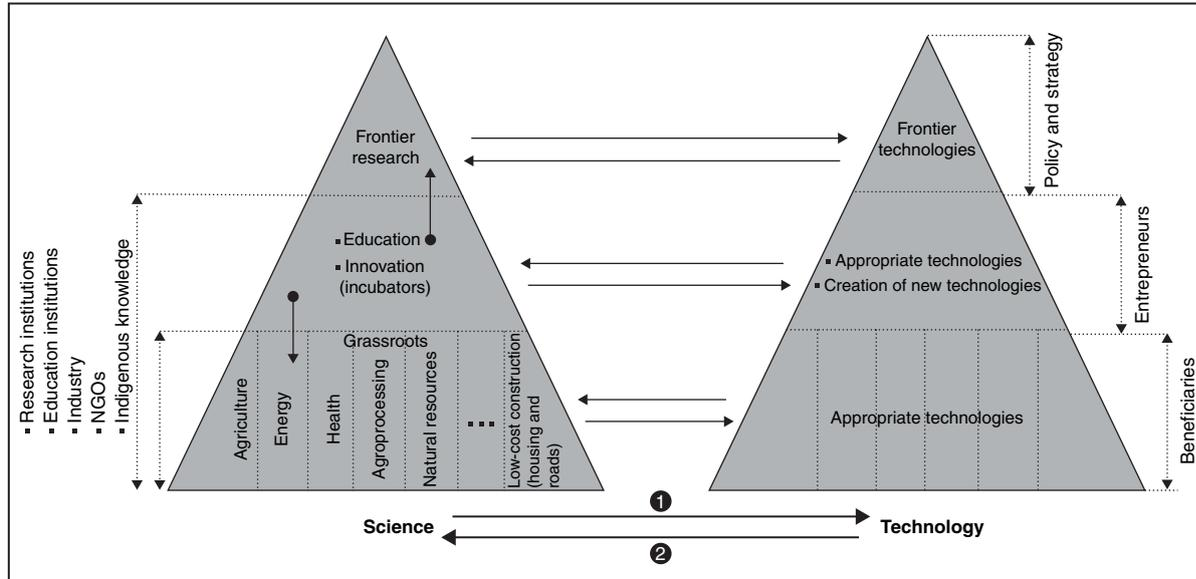 Frontier
research
▪ Education
▪ Innovation
(incubators)
Grassroots
Agriculture
Energy
Health
Agroprocessing
Natural resources
▪▪▪
Low-cost construction
(housing and
roads)
▪ Research institutions
▪ Education institutions
▪ Industry
▪ NGOs
▪ Indigenous knowledge
Frontier
technologies
▪ Appropriate technologies
▪ Creation of new technologies
Appropriate technologies
Policy and strategy
Entrepreneurs
Beneficiaries
1
Science
Technology
2